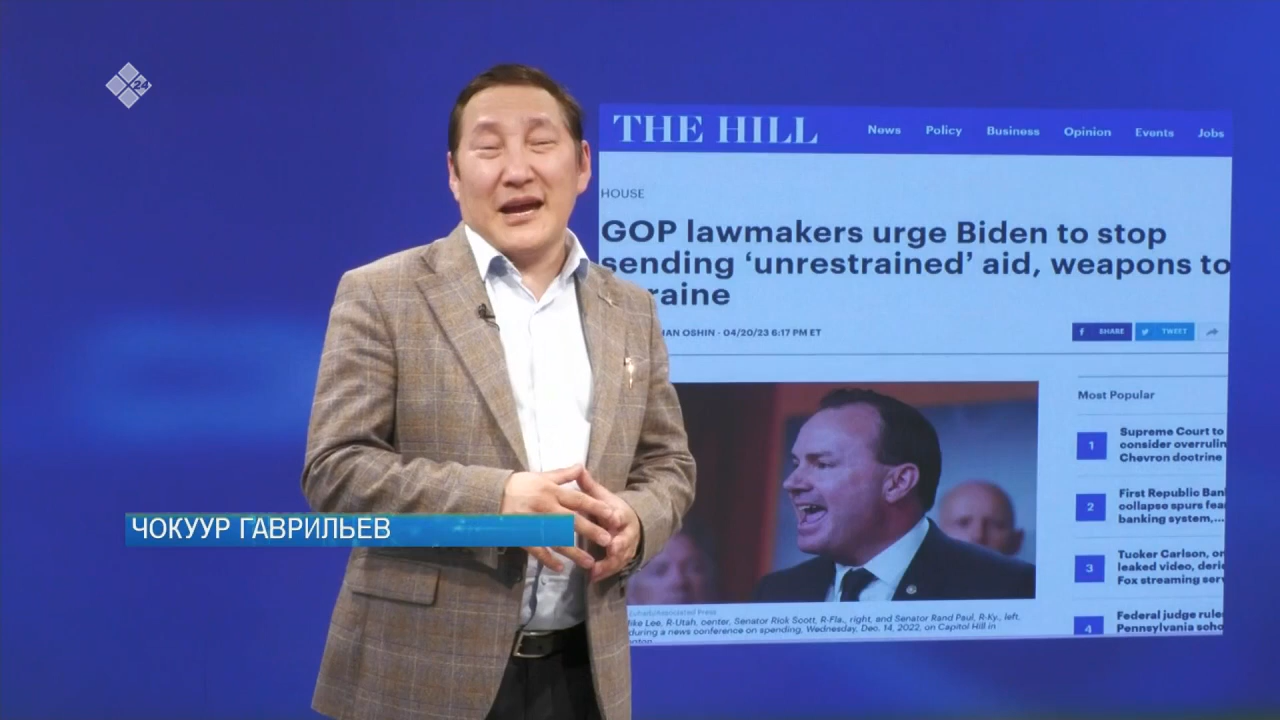 24
THE HILL
News Policy Business Opinion Events Jobs
HOUSE
GOP lawmakers urge Biden to stop
sending ‘unrestrained’ aid, weapons to
raine
OSHIN - 04/20/23 6:17 PM ET
SHARE TWEET
Most Popular
1 Supreme Court to
consider overrulin
Chevron doctrine
2 First Republic Ban
collapse spurs fea
banking system,...
3 Tucker Carlson, on
leaked video, deri
Fox streaming ser
4 Federal judge rule
Pennsylvania scho
Press
ike Lee, R-Utah, center, Senator Rick Scott, R-Fla., right, and Senator Rand Paul, R-Ky., left,
during a news conference on spending, Wednesday, Dec. 14, 2022, on Capitol Hill in
ЧОКУУР ГАВРИЛЬЕВ